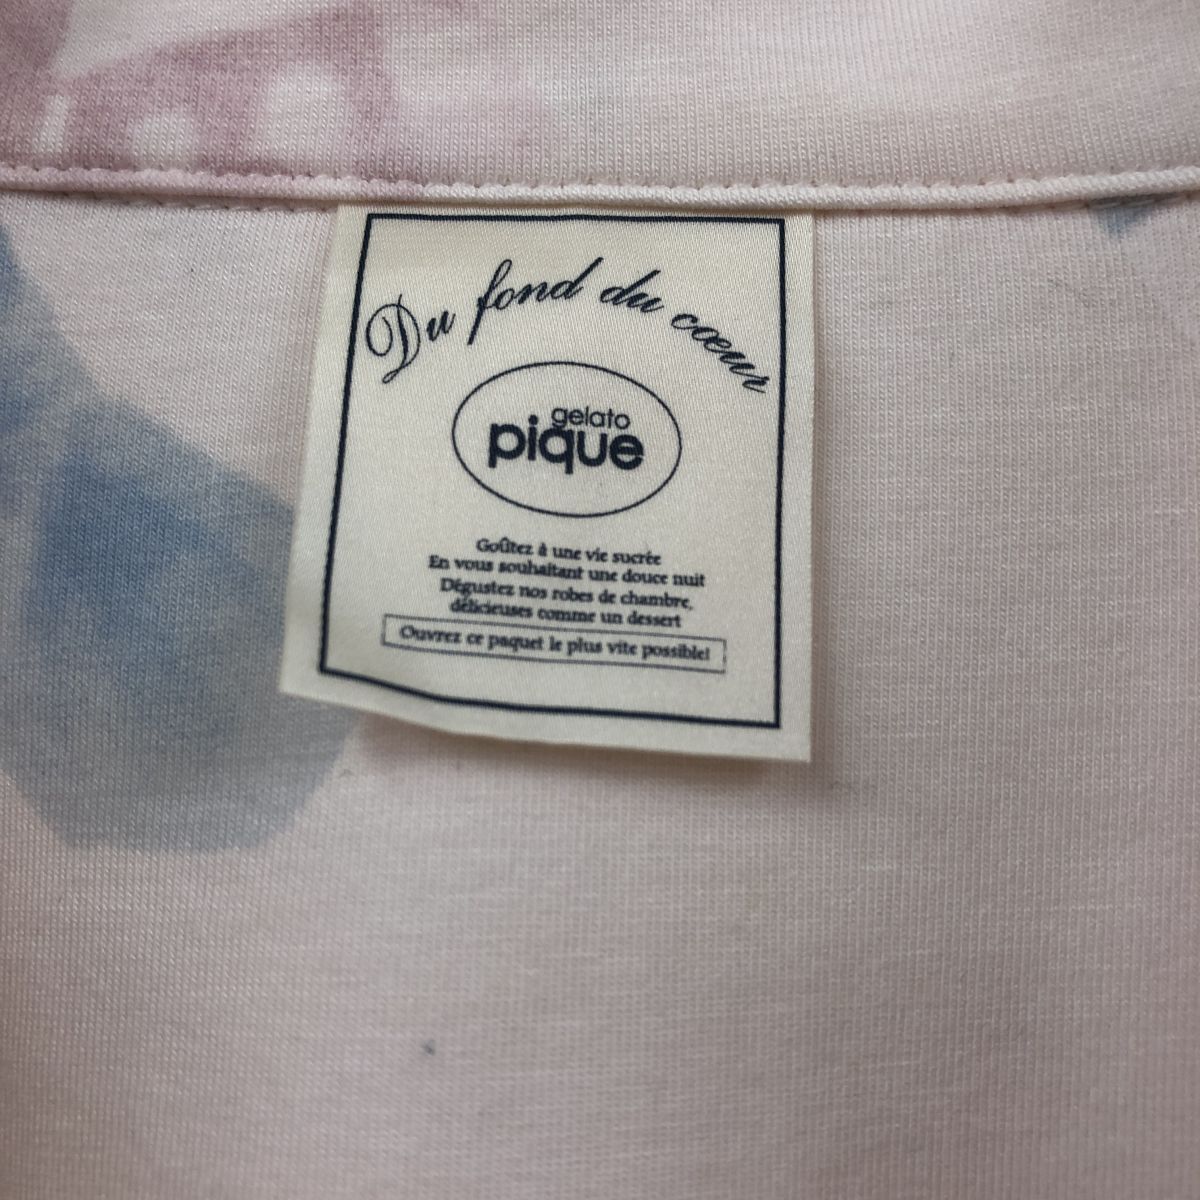 Du fond du cœur
gelato
pique
Goûtez à une vie sucrée
En vous souhaitant une douce nuit
Dégustez nos robes de chambre,
délicieuses comme un dessert
Ouvrez ce paquet le plus vite possible!